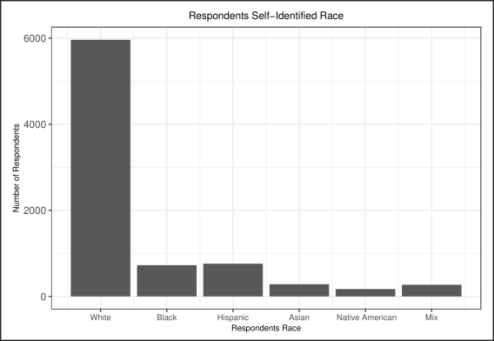 Respondents Self-Identified Race
Number of Respondents
6000
4000
2000
0
White Black Hispanic Asian Native American Mix
Respondents Race